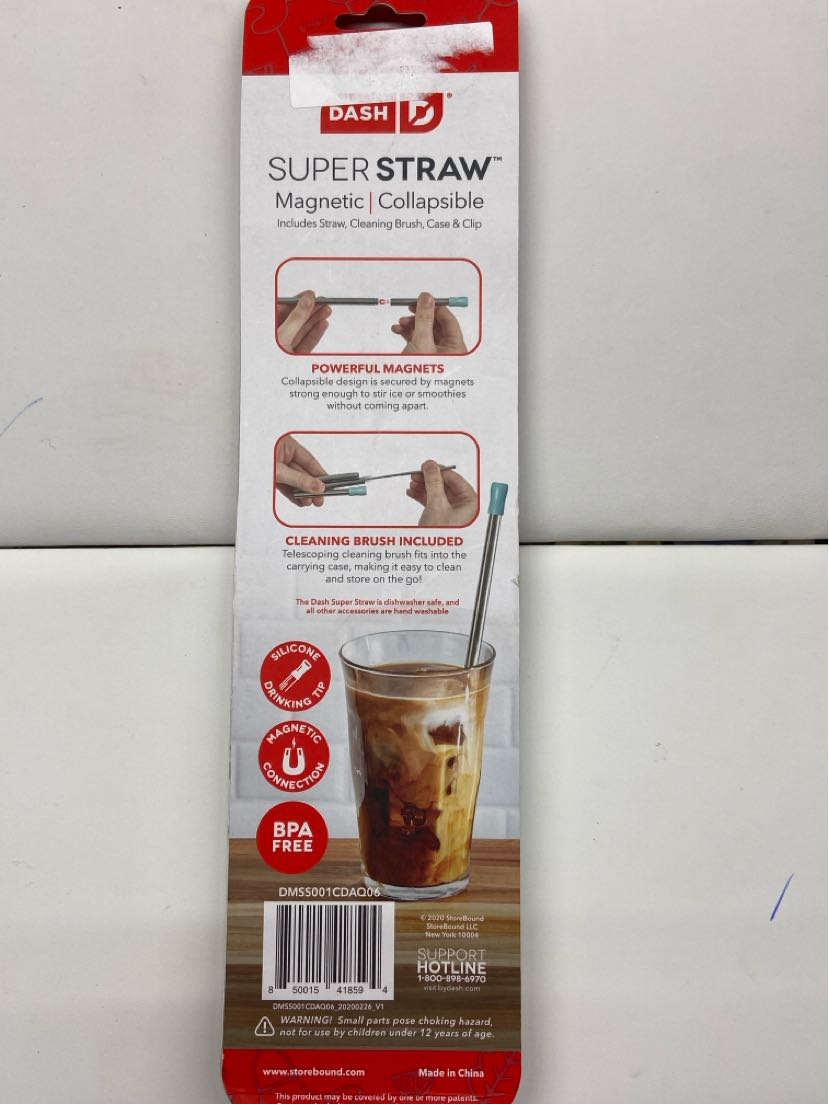 DASH D®
SUPER STRAW™
Magnetic | Collapsible
Includes Straw, Cleaning Brush, Case & Clip
POWERFUL MAGNETS
Collapsible design is secured by magnets
strong enough to stir ice or smoothies
without coming apart.
CLEANING BRUSH INCLUDED
Telescoping cleaning brush fits into the
carrying case, making it easy to clean
and store on the go!
The Dash Super Straw is dishwasher safe, and
all other accessories are hand washable
SILICONE
DRINKING TIP
MAGNETIC
CONNECTION
BPA
FREE
DMSS001CDAQ06
8 50015 41859 4
DMSS001CDAQ06_20200226_V1
© 2020 StoreBound
StoreBound LLC
New York 10004
SUPPORT
HOTLINE
1-800-898-6970
visit bydash.com
WARNING! Small parts pose choking hazard,
not for use by children under 12 years of age.
www.storebound.com Made in China
This product may be covered by one or more patents.